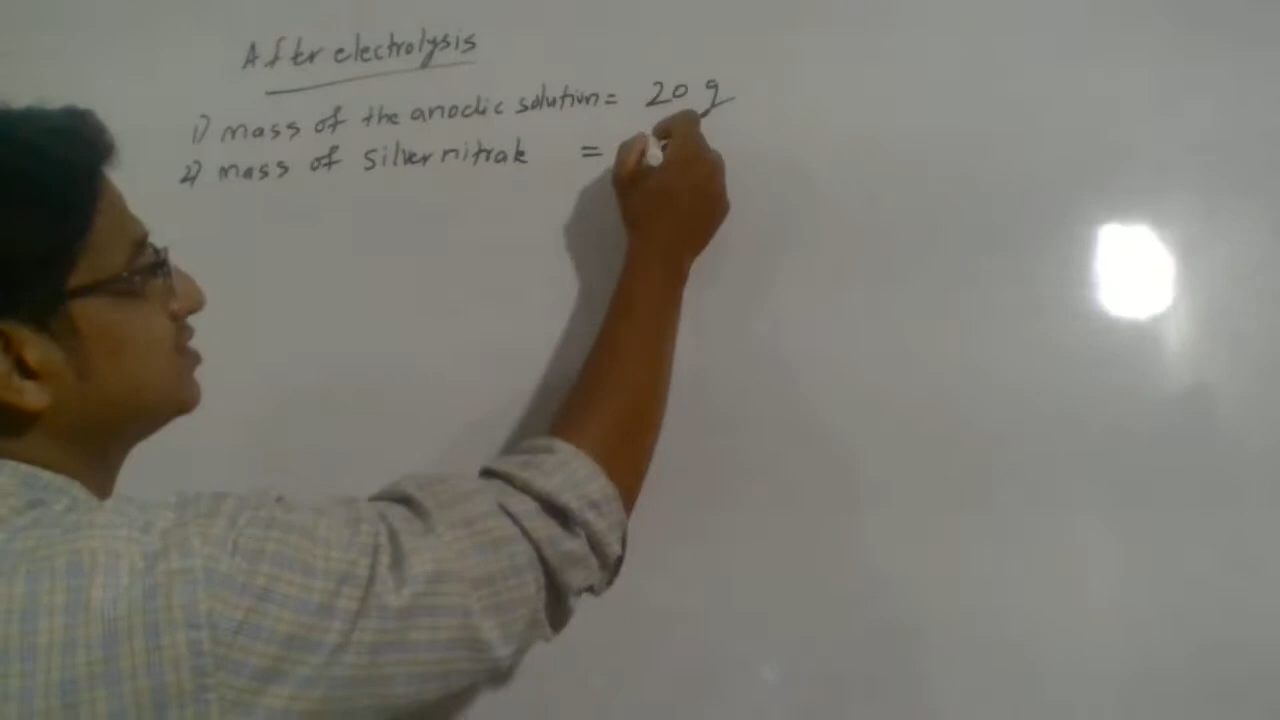 After electrolysis
1) mass of the anodic solution = 20 g
2) mass of silver nitrate =